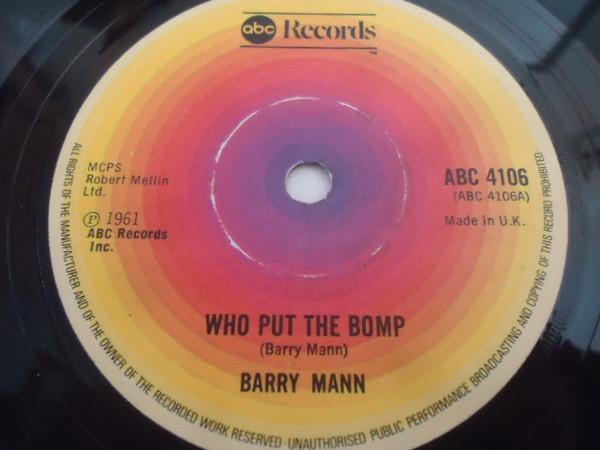 abc Records
TM
MCPS
Robert Mellin
Ltd.
Ⓟ 1961
ABC Records
Inc.
ABC 4106
(ABC 4106A)
Made in U.K.
WHO PUT THE BOMP
(Barry Mann)
BARRY MANN
ALL RIGHTS OF THE MANUFACTURER AND OF THE OWNER OF THE RECORDED WORK RESERVED · UNAUTHORISED PUBLIC PERFORMANCE BROADCASTING AND COPYING OF THIS RECORD PROHIBITED ·